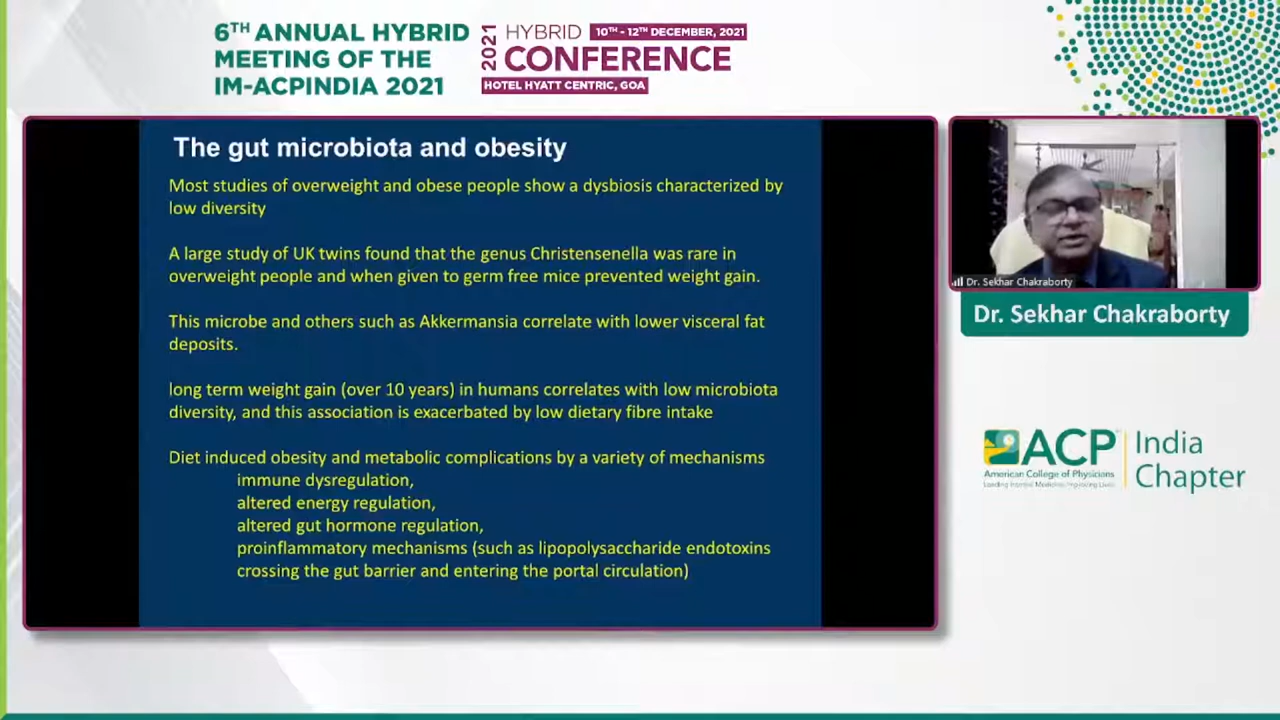 6TH ANNUAL HYBRID
MEETING OF THE
IM-ACPINDIA 2021
2021
HYBRID
10TH - 12TH DECEMBER, 2021
CONFERENCE
HOTEL HYATT CENTRIC, GOA
The gut microbiota and obesity
Most studies of overweight and obese people show a dysbiosis characterized by
low diversity
A large study of UK twins found that the genus Christensenella was rare in
overweight people and when given to germ free mice prevented weight gain.
This microbe and others such as Akkermansia correlate with lower visceral fat
deposits.
long term weight gain (over 10 years) in humans correlates with low microbiota
diversity, and this association is exacerbated by low dietary fibre intake
Diet induced obesity and metabolic complications by a variety of mechanisms
immune dysregulation,
altered energy regulation,
altered gut hormone regulation,
proinflammatory mechanisms (such as lipopolysaccharide endotoxins
crossing the gut barrier and entering the portal circulation)
Dr. Sekhar Chakraborty
Dr. Sekhar Chakraborty
ACP
American College of Physicians
Leading Internal Medicine, Improving Lives
India
Chapter